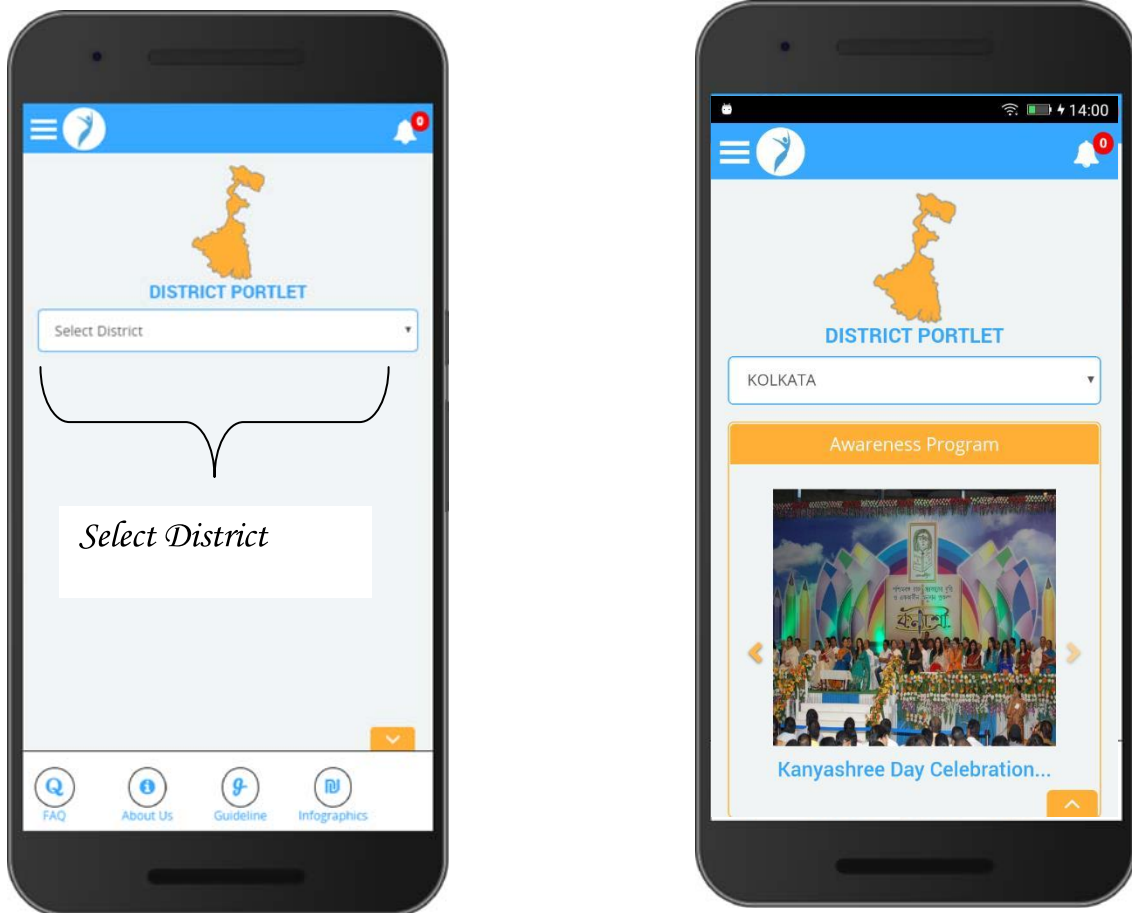 0
DISTRICT PORTLET
Select District
Select District
Q
FAQ
About Us
Guideline
Infographics
14:00
0
DISTRICT PORTLET
KOLKATA
Awareness Program
কন্যাশ্রী
Kanyashree Day Celebration...